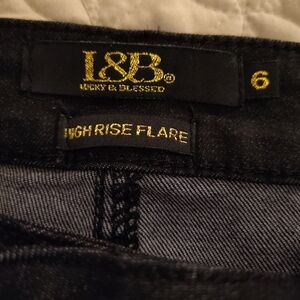 L&B® 6
LUCKY & BLESSED
HIGH RISE FLARE